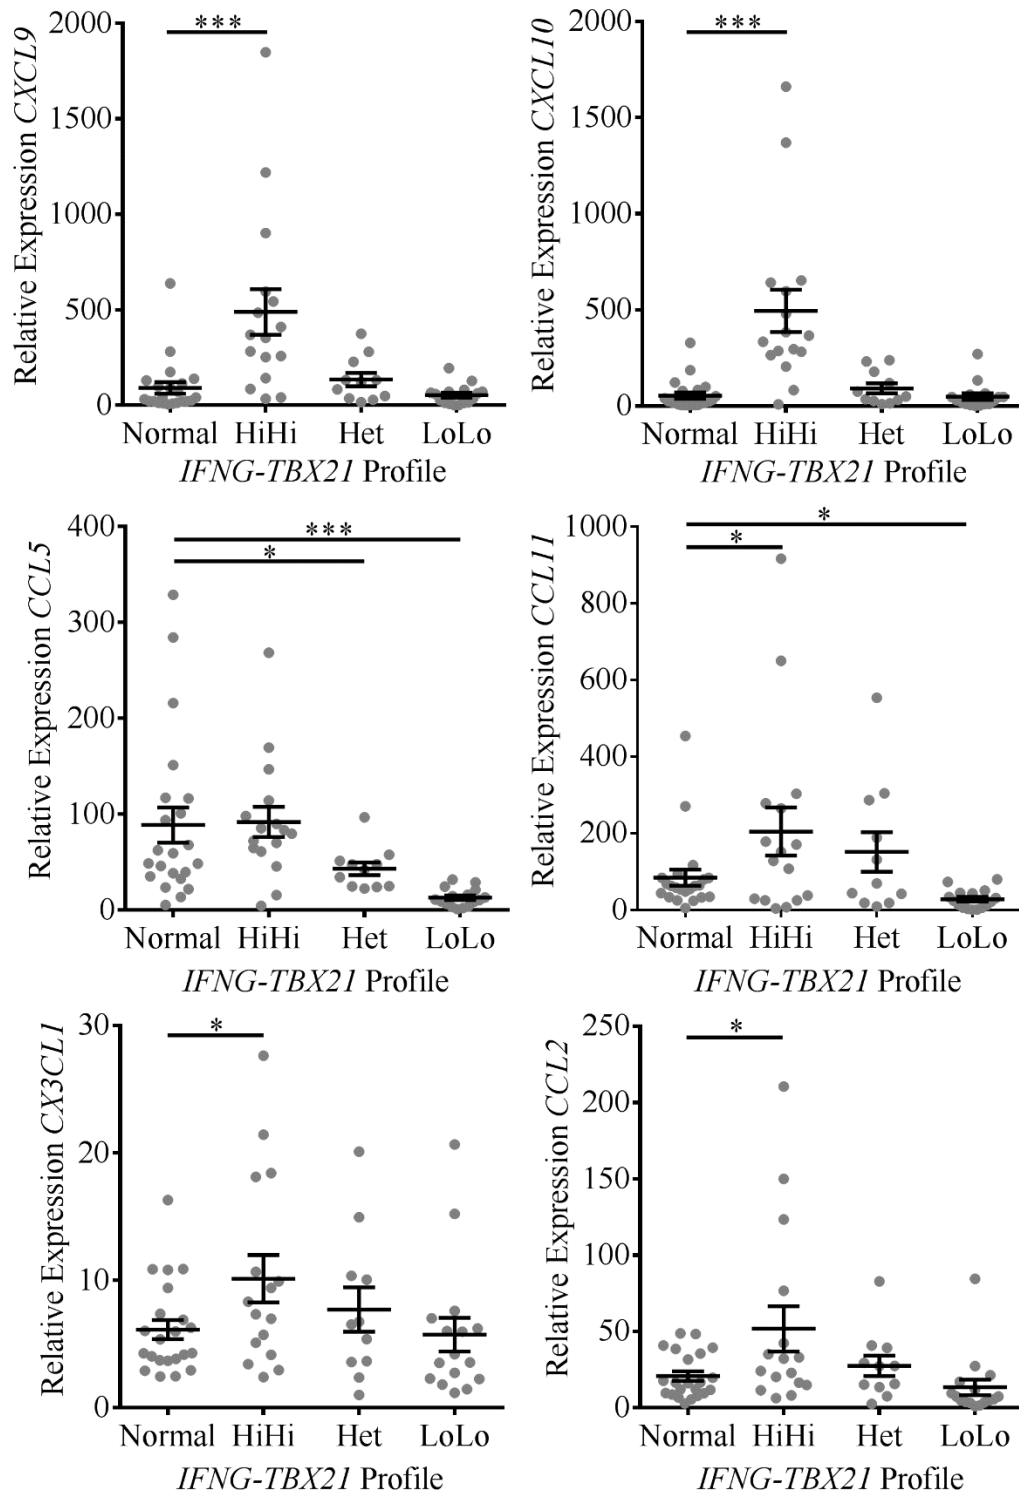 Relative Expression CXCL9
2000
1500
1000
500
0
***
Normal HiHi Het LoLo
IFNG-TBX21 Profile
Relative Expression CXCL10
2000
1500
1000
500
0
***
Normal HiHi Het LoLo
IFNG-TBX21 Profile
Relative Expression CCL5
400
300
200
100
0
***
*
Normal HiHi Het LoLo
IFNG-TBX21 Profile
Relative Expression CCL11
1000
800
600
400
200
0
*
*
Normal HiHi Het LoLo
IFNG-TBX21 Profile
Relative Expression CX3CL1
30
20
10
0
*
Normal HiHi Het LoLo
IFNG-TBX21 Profile
Relative Expression CCL2
250
200
150
100
50
0
*
Normal HiHi Het LoLo
IFNG-TBX21 Profile